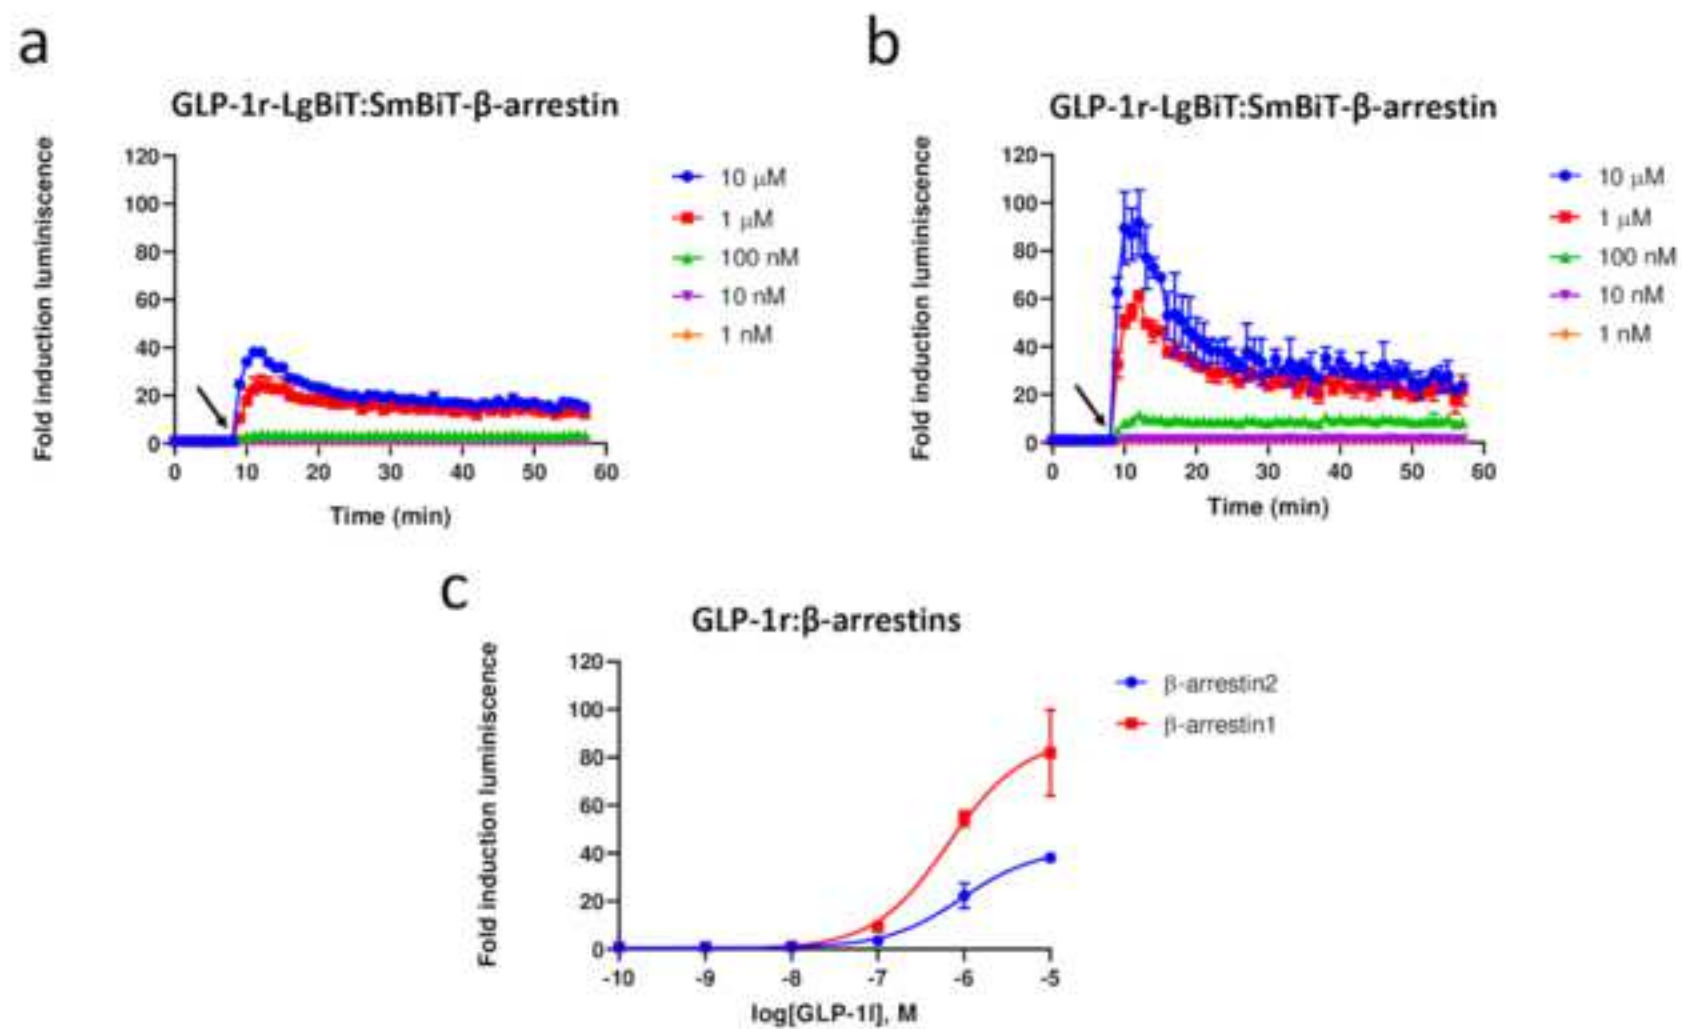 a
GLP-1r-LgBiT:SmBiT-β-arrestin
Fold induction luminiscence
120
100
80
60
40
20
0
0 10 20 30 40 50 60
Time (min)
10 μM
1 μM
100 nM
10 nM
1 nM
b
GLP-1r-LgBiT:SmBiT-β-arrestin
Fold induction luminiscence
120
100
80
60
40
20
0
0 10 20 30 40 50 60
Time (min)
10 μM
1 μM
100 nM
10 nM
1 nM
c
GLP-1r:β-arrestins
Fold induction luminiscence
120
100
80
60
40
20
0
-10 -9 -8 -7 -6 -5
log[GLP-1l], M
β-arrestin2
β-arrestin1